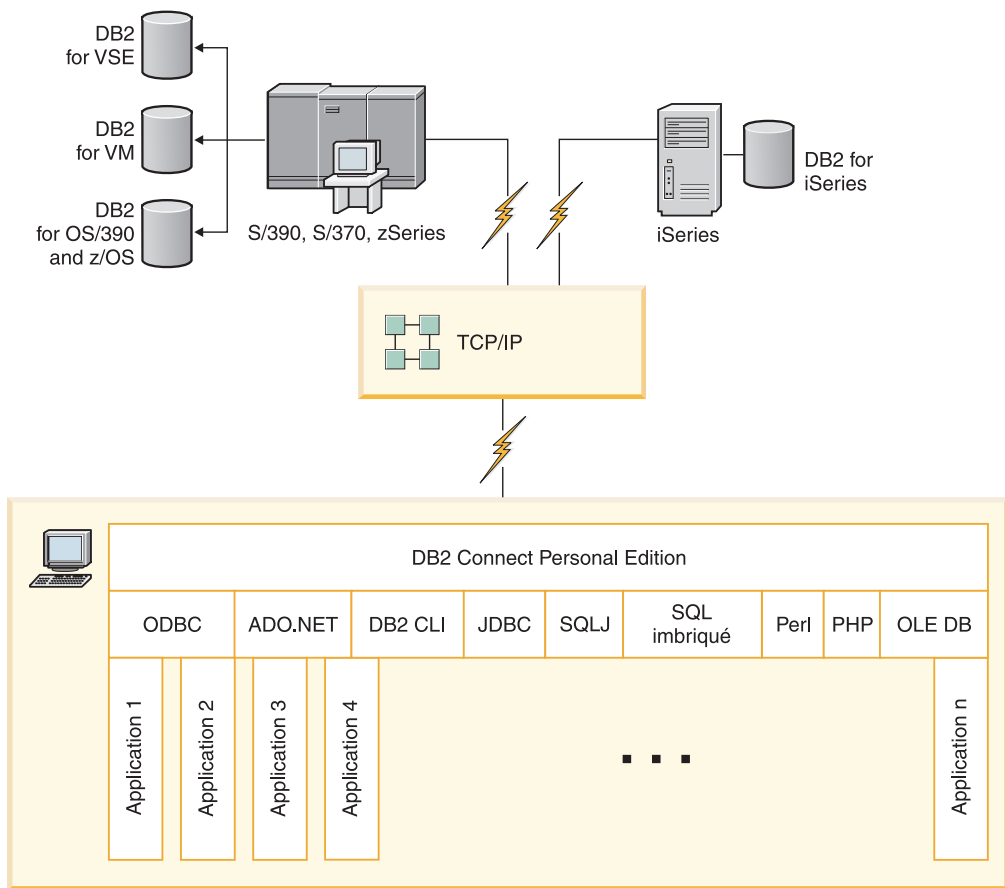 DB2
for VSE
DB2
for VM
DB2
for OS/390
and z/OS
S/390, S/370, zSeries
iSeries
DB2 for
iSeries
TCP/IP
DB2 Connect Personal Edition
ODBC
ADO.NET
DB2 CLI
JDBC
SQLJ
SQL
imbriqué
Perl
PHP
OLE DB
Application 1
Application 2
Application 3
Application 4
Application n